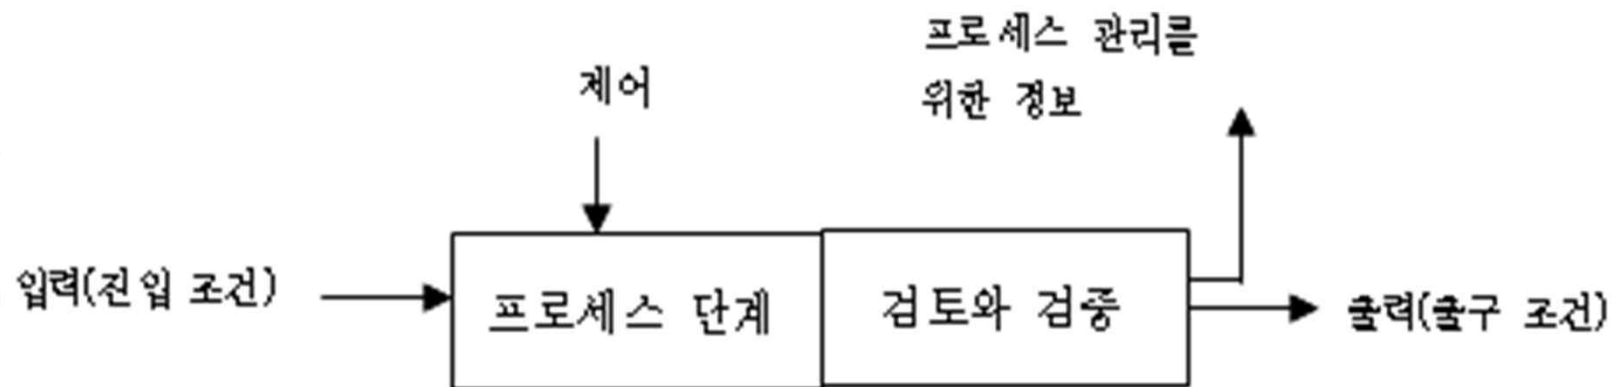 프로세스 관리를
위한 정보
제어
입력(진입 조건)
프로세스 단계
검토와 검증
출력(출구 조건)